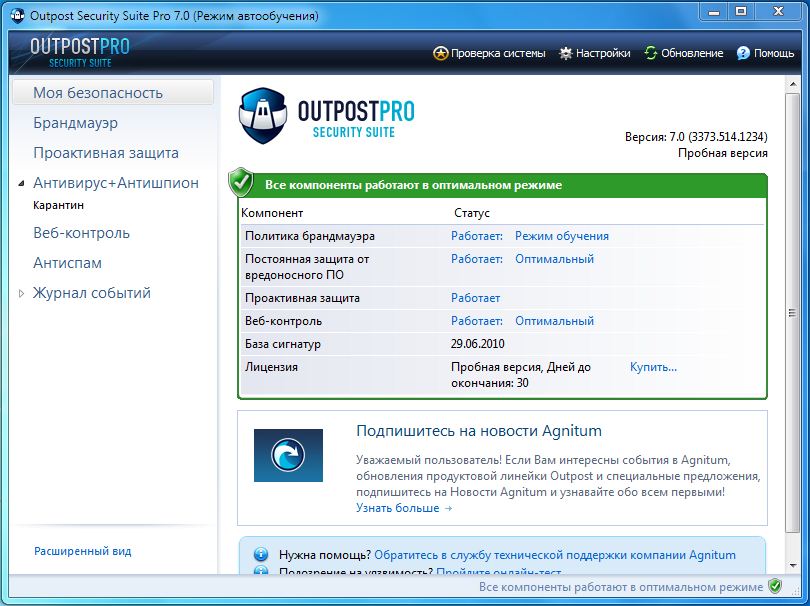 Outpost Security Suite Pro 7.0 (Режим автообучения)
OUTPOSTPRO
SECURITY SUITE
Проверка системы Настройки Обновление Помощь
Моя безопасность
Брандмауэр
Проактивная защита
Антивирус+Антишпион
Карантин
Веб-контроль
Антиспам
Журнал событий
Расширенный вид
OUTPOSTPRO
SECURITY SUITE
Версия: 7.0 (3373.514.1234)
Пробная версия
Все компоненты работают в оптимальном режиме
Компонент Статус
Политика брандмауэра Работает: Режим обучения
Постоянная защита от Работает: Оптимальный
вредоносного ПО
Проактивная защита Работает
Веб-контроль Работает: Оптимальный
База сигнатур 29.06.2010
Лицензия Пробная версия, Дней до Купить...
окончания: 30
Подпишитесь на новости Agnitum
Уважаемый пользователь! Если Вам интересны события в Agnitum,
обновления продуктовой линейки Outpost и специальные предложения,
подпишитесь на Новости Agnitum и узнавайте обо всем первыми!
Узнать больше →
Нужна помощь? Обратитесь в службу технической поддержки компании Agnitum
Подозрение на уязвимость? Пройдите онлайн-тест
Все компоненты работают в оптимальном режиме